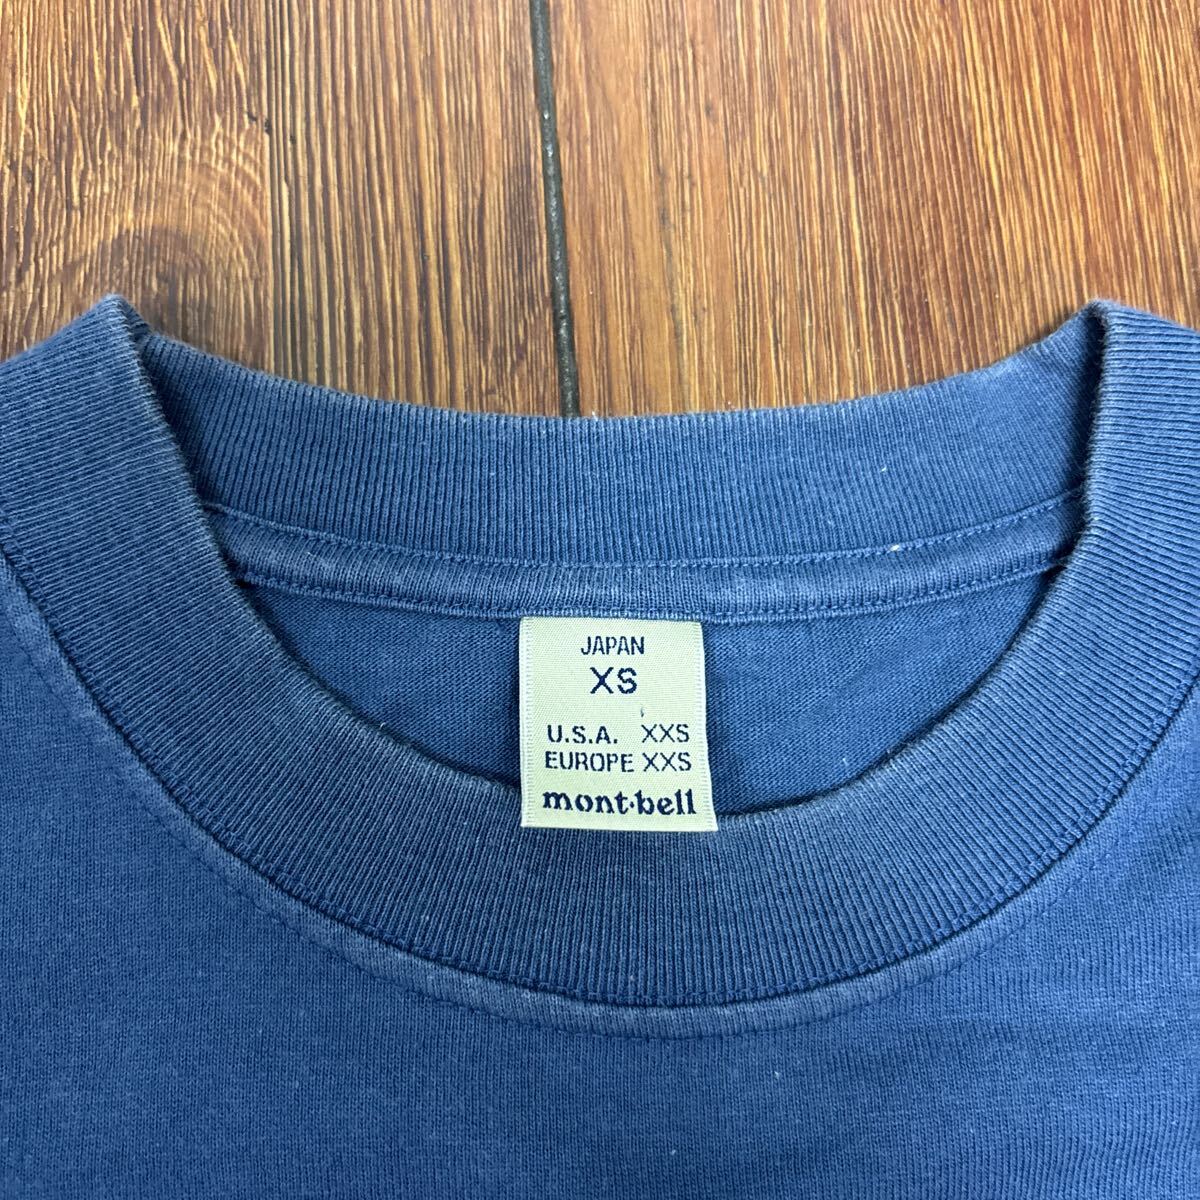 JAPAN
XS
U.S.A. XXS
EUROPE XXS
mont·bell